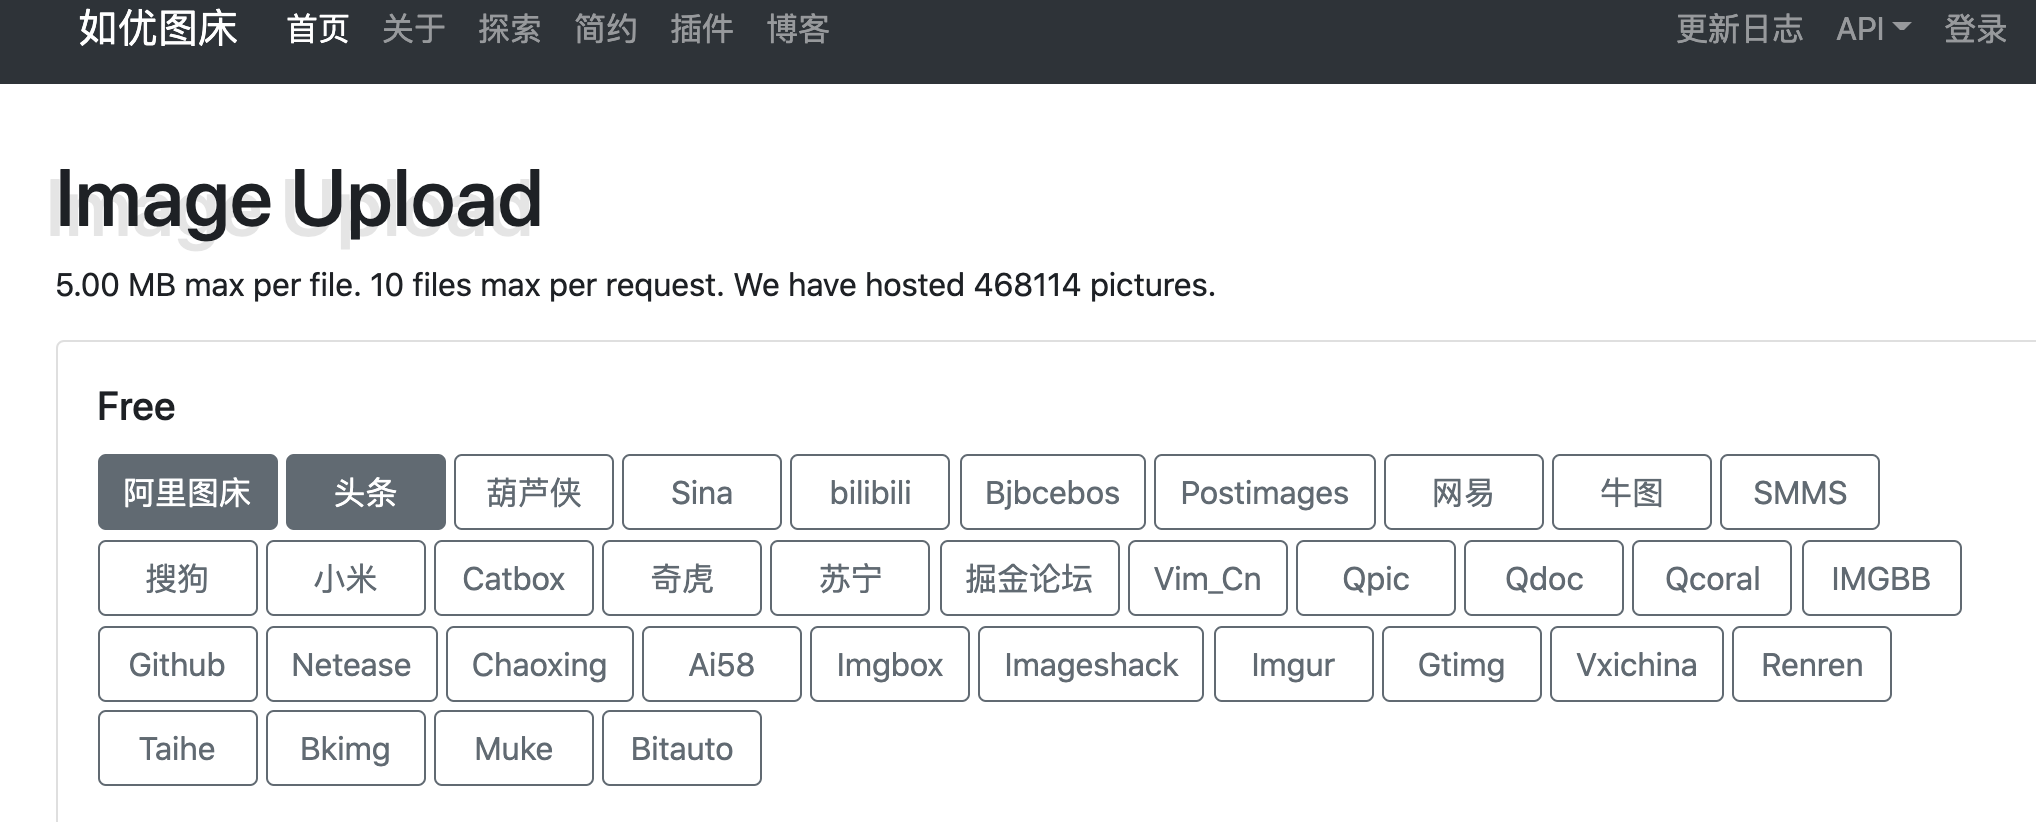 如优图床 首页 关于 探索 简约 插件 博客 更新日志 API 登录
Image Upload
5.00 MB max per file. 10 files max per request. We have hosted 468114 pictures.
Free
阿里图床 头条 葫芦侠 Sina bilibili Bjbcebos Postimages 网易 牛图 SMMS
搜狗 小米 Catbox 奇虎 苏宁 掘金论坛 Vim_Cn Qpic Qdoc Qcoral IMGBB
Github Netease Chaoxing Ai58 Imgbox Imageshack Imgur Gtimg Vxichina Renren
Taihe Bkimg Muke Bitauto